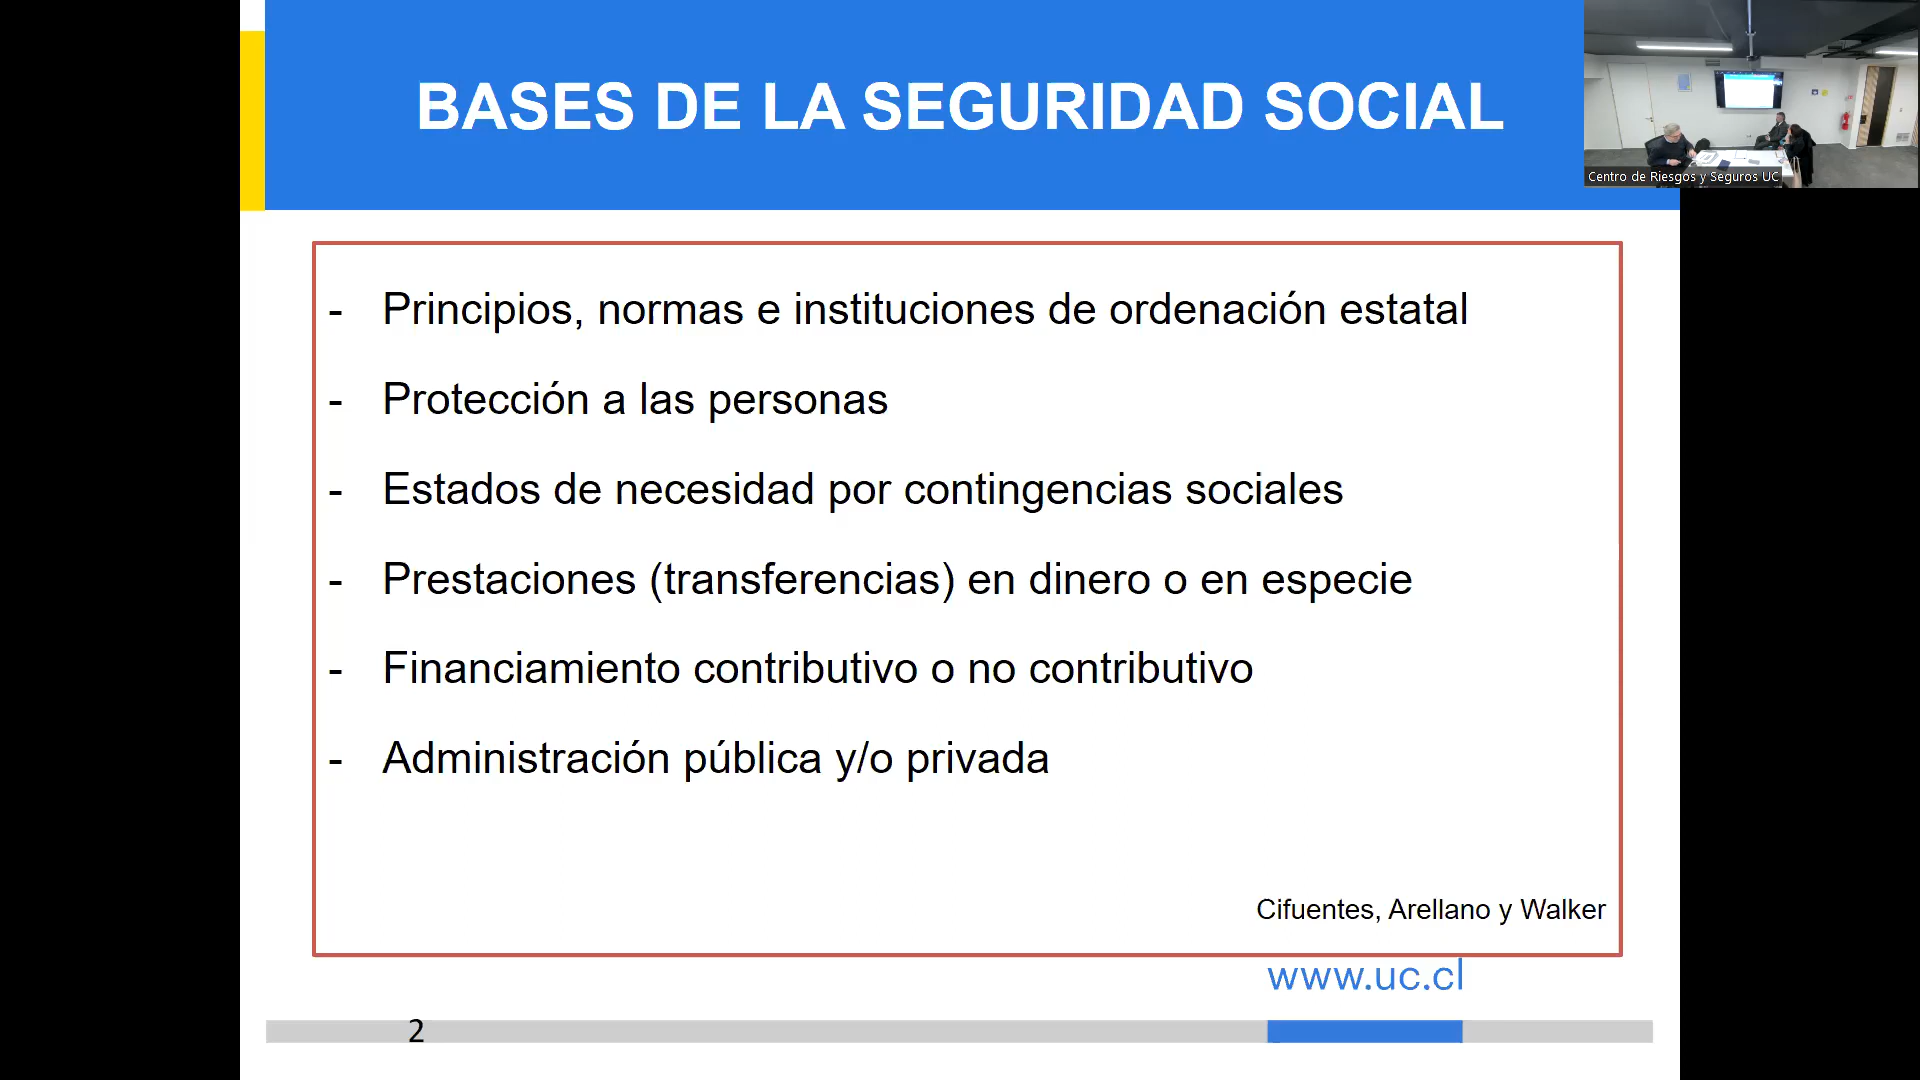 BASES DE LA SEGURIDAD SOCIAL
Centro de Riesgos y Seguros UC
- Principios, normas e instituciones de ordenación estatal
- Protección a las personas
- Estados de necesidad por contingencias sociales
- Prestaciones (transferencias) en dinero o en especie
- Financiamiento contributivo o no contributivo
- Administración pública y/o privada
Cifuentes, Arellano y Walker
www.uc.cl
2